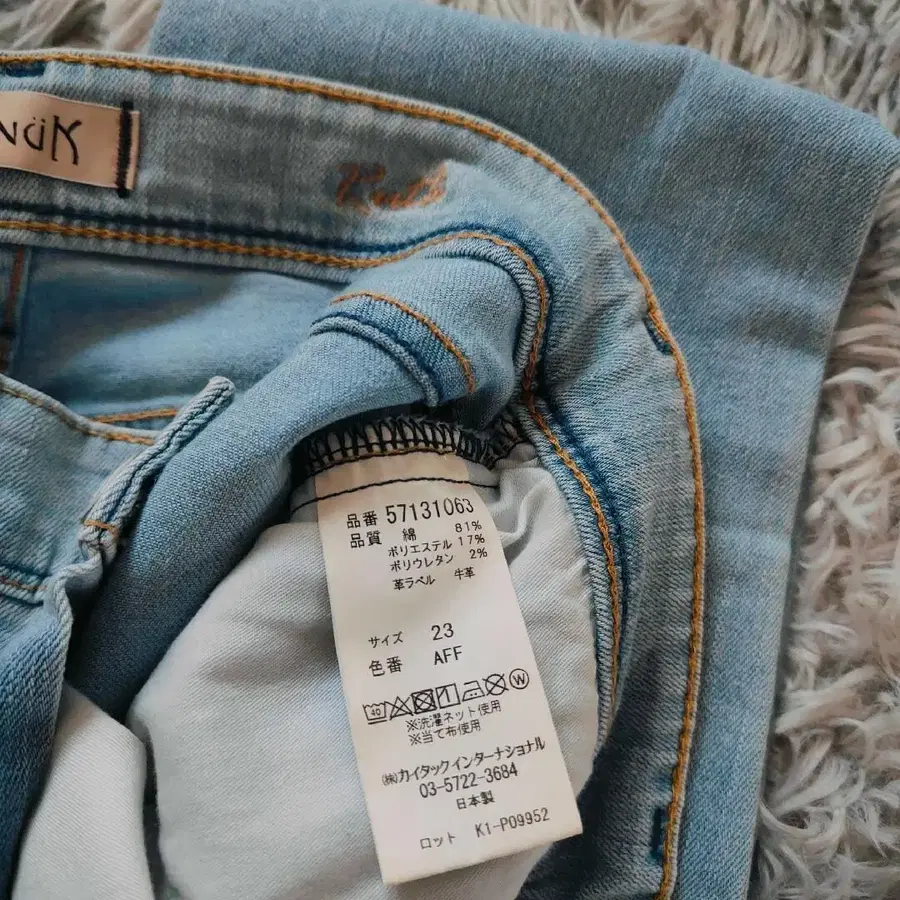 NüK
Ruth
品番 57131063
品質 綿 81%
ポリエステル 17%
ポリウレタン 2%
革ラベル 牛革
サイズ 23
色番 AFF
40 W
※洗濯ネット使用
※当て布使用
㈱カイタックインターナショナル
03-5722-3684
日本製
ロット K1-P09952